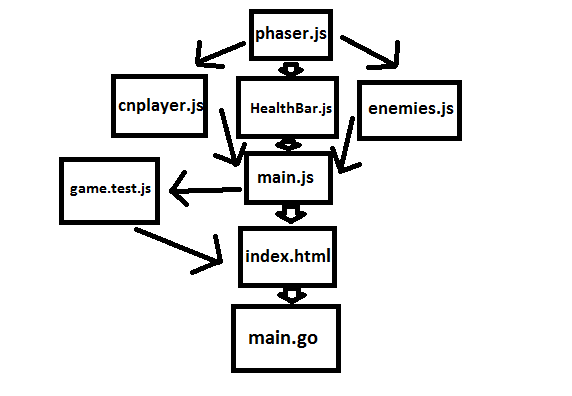 phaser.js
cnplayer.js
HealthBar.js
enemies.js
main.js
game.test.js
index.html
main.go